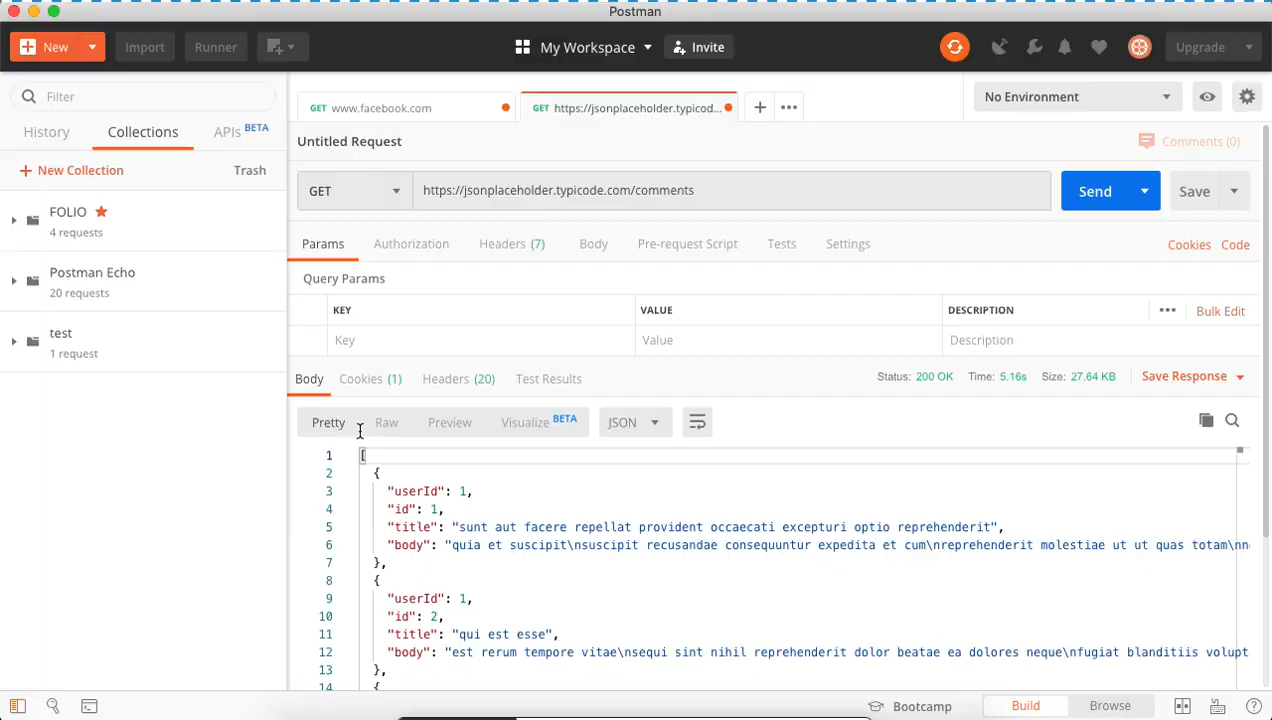 Postman
New
Import
Runner
My Workspace
Invite
Upgrade
Filter
History
Collections
APIs BETA
New Collection
Trash
FOLIO
4 requests
Postman Echo
20 requests
test
1 request
GET www.facebook.com
GET https://jsonplaceholder.typicod...
No Environment
Untitled Request
Comments (0)
GET
https://jsonplaceholder.typicode.com/comments
Send
Save
Params
Authorization
Headers (7)
Body
Pre-request Script
Tests
Settings
Cookies
Code
Query Params
KEY
VALUE
DESCRIPTION
Bulk Edit
Key
Value
Description
Body
Cookies (1)
Headers (20)
Test Results
Status: 200 OK
Time: 5.16s
Size: 27.64 KB
Save Response
Pretty
Raw
Preview
Visualize BETA
JSON
1 [
2 {
3 "userId": 1,
4 "id": 1,
5 "title": "sunt aut facere repellat provident occaecati excepturi optio reprehenderit",
6 "body": "quia et suscipit\nsuscipit recusandae consequuntur expedita et cum\nreprehenderit molestiae ut ut quas totam\n
7 },
8 {
9 "userId": 1,
10 "id": 2,
11 "title": "qui est esse",
12 "body": "est rerum tempore vitae\nsequi sint nihil reprehenderit dolor beatae ea dolores neque\nfugiat blanditiis volupt
13 },
14 {
Bootcamp
Build
Browse